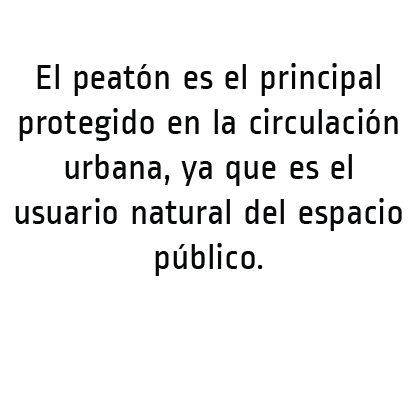 El peatón es el principal
protegido en la circulación
urbana, ya que es el
usuario natural del espacio
público.